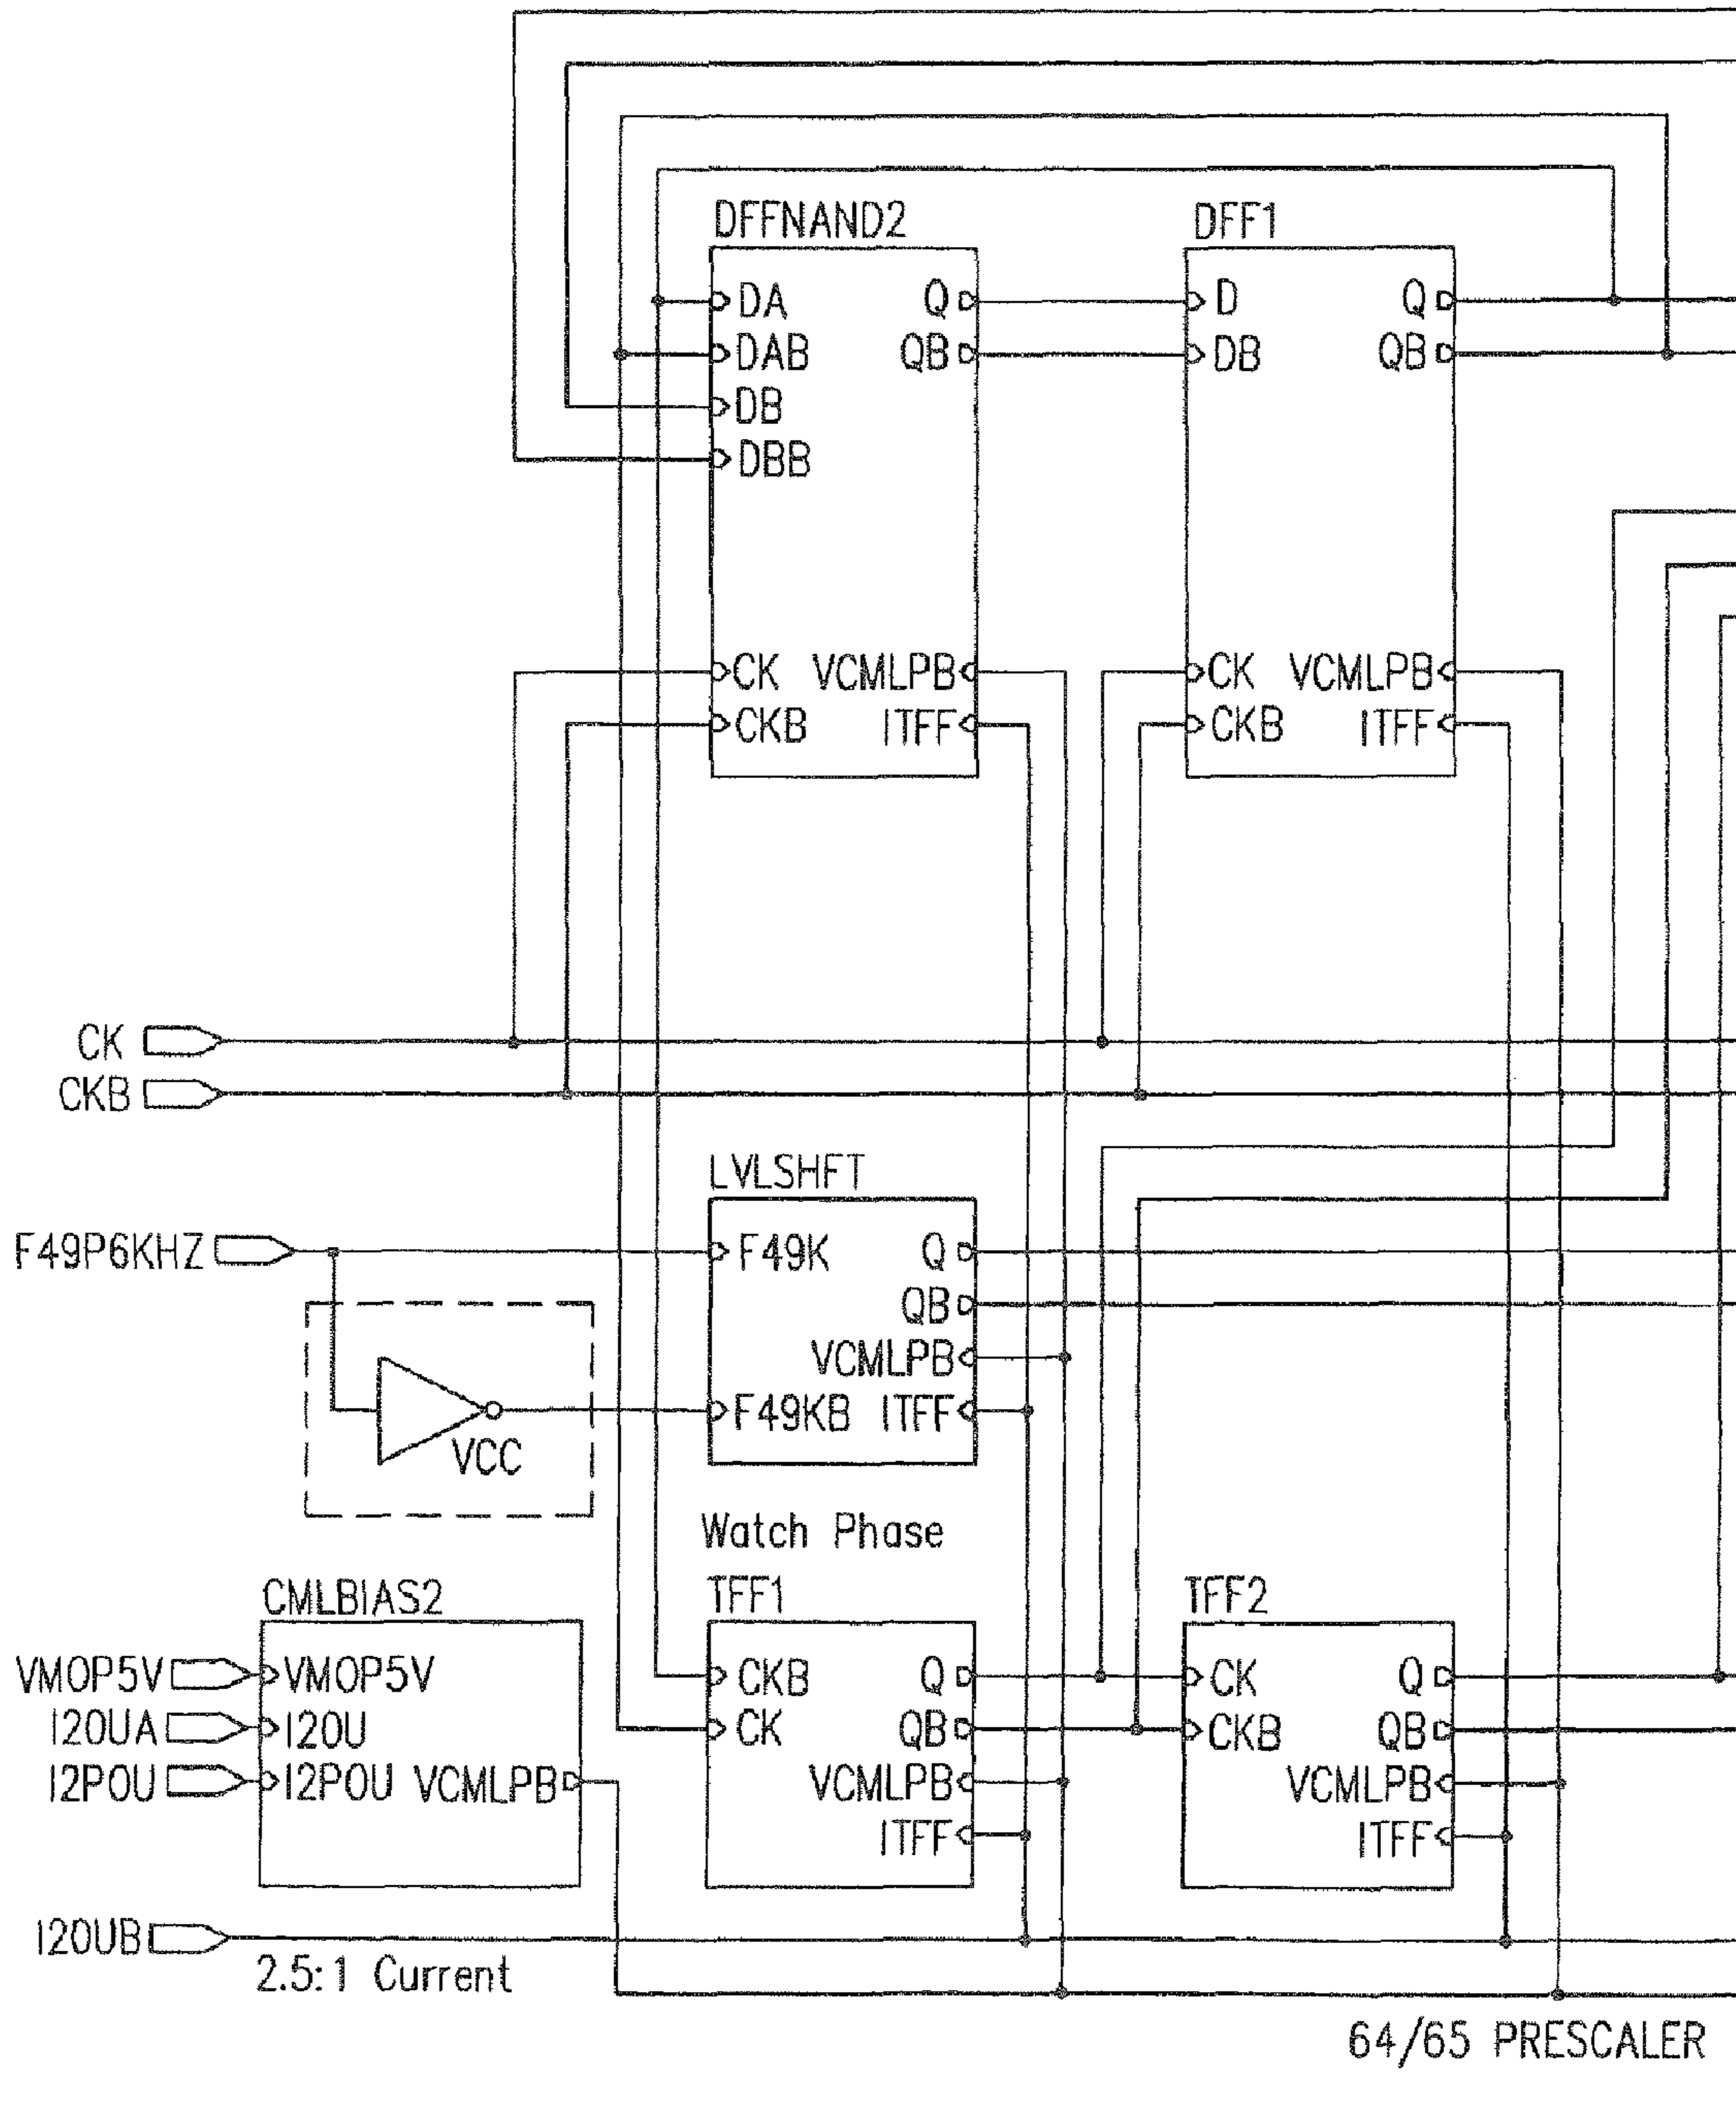 DFFNAND2
DFF1
DA Q
DAB QB
DB
DBB
D Q
DB QB
CK VCMLPB
CKB ITFF
CK VCMLPB
CKB ITFF
CK
CKB
LVLSHFT
F49P6KHZ
F49K Q
QB
VCMLPB
F49KB ITFF
VCC
Watch Phase
CMLBIAS2
TFF1
TFF2
VMOP5V
VMOP5V
I20UA
I20U
I2POU
I2POU VCMLPB
CKB Q
CK QB
VCMLPB
ITFF
CK Q
CKB QB
VCMLPB
ITFF
I20UB
2.5:1 Current
64/65 PRESCALER